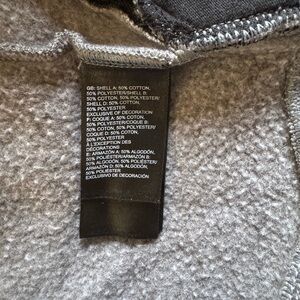 GB: SHELL A: 50% COTTON,
50% POLYESTER/SHELL B:
50% COTTON, 50% POLYESTER/
SHELL D: 50% COTTON,
50% POLYESTER
EXCLUSIVE OF DECORATION
F: COQUE A: 50% COTON,
50% POLYESTER/COQUE B:
50% COTON, 50% POLYESTER/
COQUE D: 50% COTON,
50% POLYESTER
À L'EXCEPTION DES
DÉCORATIONS
E: ARMAZÓN A: 50% ALGODÓN,
50% POLIÉSTER/ARMAZÓN B:
50% ALGODÓN, 50% POLIÉSTER/
ARMAZÓN D: 50% ALGODÓN,
50% POLIÉSTER
EXCLUSIVO DE DECORACIÓN